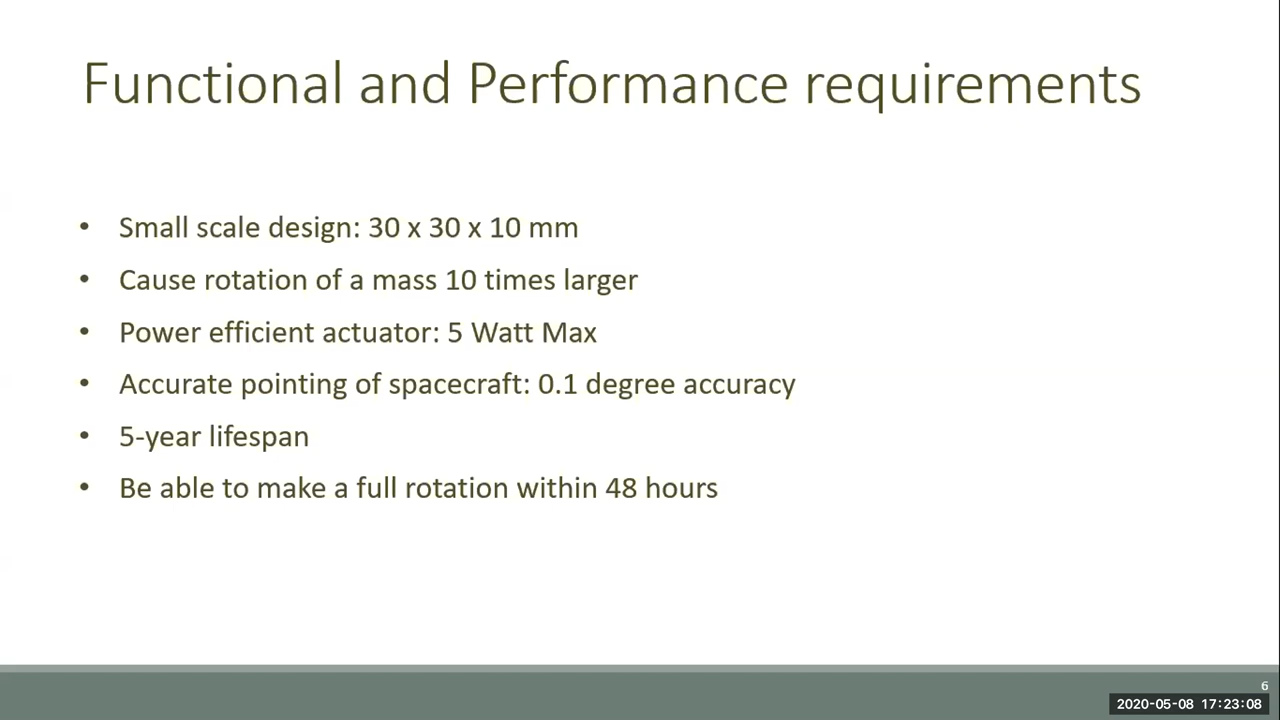 Functional and Performance requirements
• Small scale design: 30 x 30 x 10 mm
• Cause rotation of a mass 10 times larger
• Power efficient actuator: 5 Watt Max
• Accurate pointing of spacecraft: 0.1 degree accuracy
• 5-year lifespan
• Be able to make a full rotation within 48 hours
6
2020-05-08 17:23:08